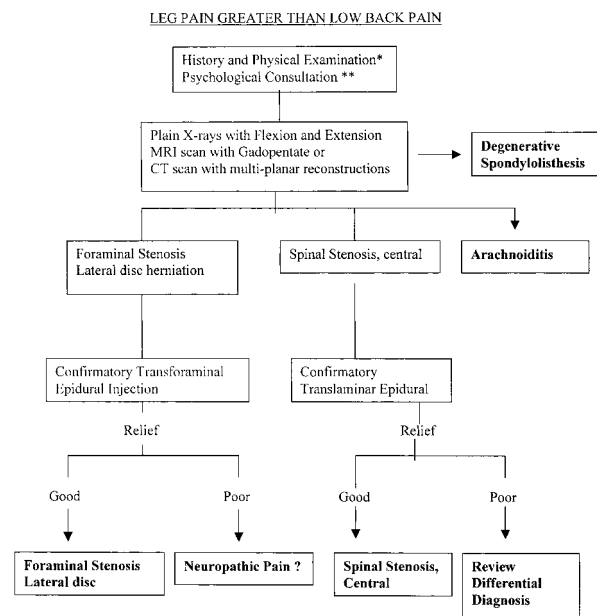 LEG PAIN GREATER THAN LOW BACK PAIN
History and Physical Examination*
Psychological Consultation **
Plain X-rays with Flexion and Extension
MRI scan with Gadopentate or
CT scan with multi-planar reconstructions
Degenerative
Spondylolisthesis
Foraminal Stenosis
Lateral disc herniation
Spinal Stenosis, central
Arachnoiditis
Confirmatory Transforaminal
Epidural Injection
Confirmatory
Translaminar Epidural
Relief
Relief
Good
Poor
Good
Poor
Foraminal Stenosis
Lateral disc
Neuropathic Pain ?
Spinal Stenosis,
Central
Review
Differential
Diagnosis